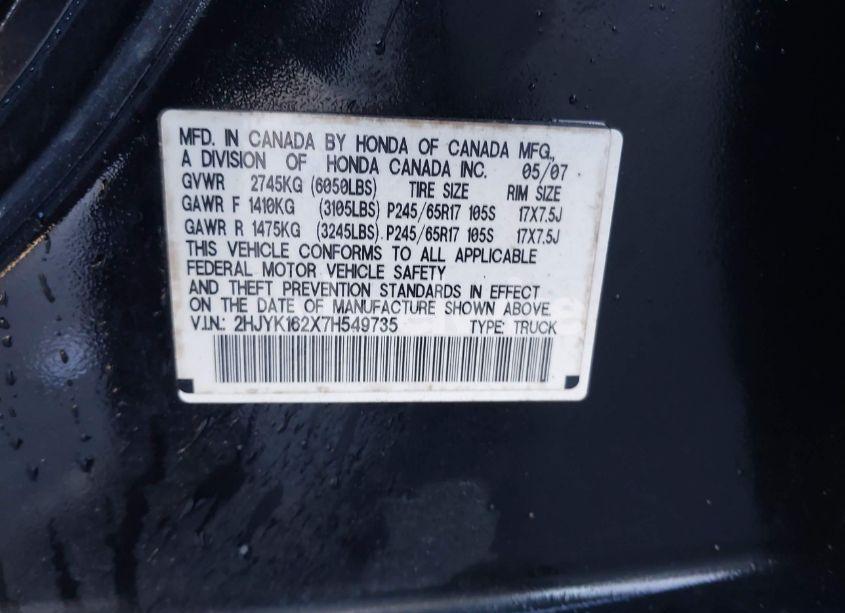 MFD. IN CANADA BY HONDA OF CANADA MFG.,
A DIVISION OF HONDA CANADA INC. 05/07
GVWR 2745KG (6050LBS) TIRE SIZE RIM SIZE
GAWR F 1410KG (3105LBS) P245/65R17 105S 17X7.5J
GAWR R 1475KG (3245LBS). P245/65R17 105S 17X7.5J
THIS VEHICLE CONFORMS TO ALL APPLICABLE
FEDERAL MOTOR VEHICLE SAFETY
AND THEFT PREVENTION STANDARDS IN EFFECT
ON THE DATE OF MANUFACTURE SHOWN ABOVE.
V.I.N.: 2HJYK162X7H549735 TYPE: TRUCK